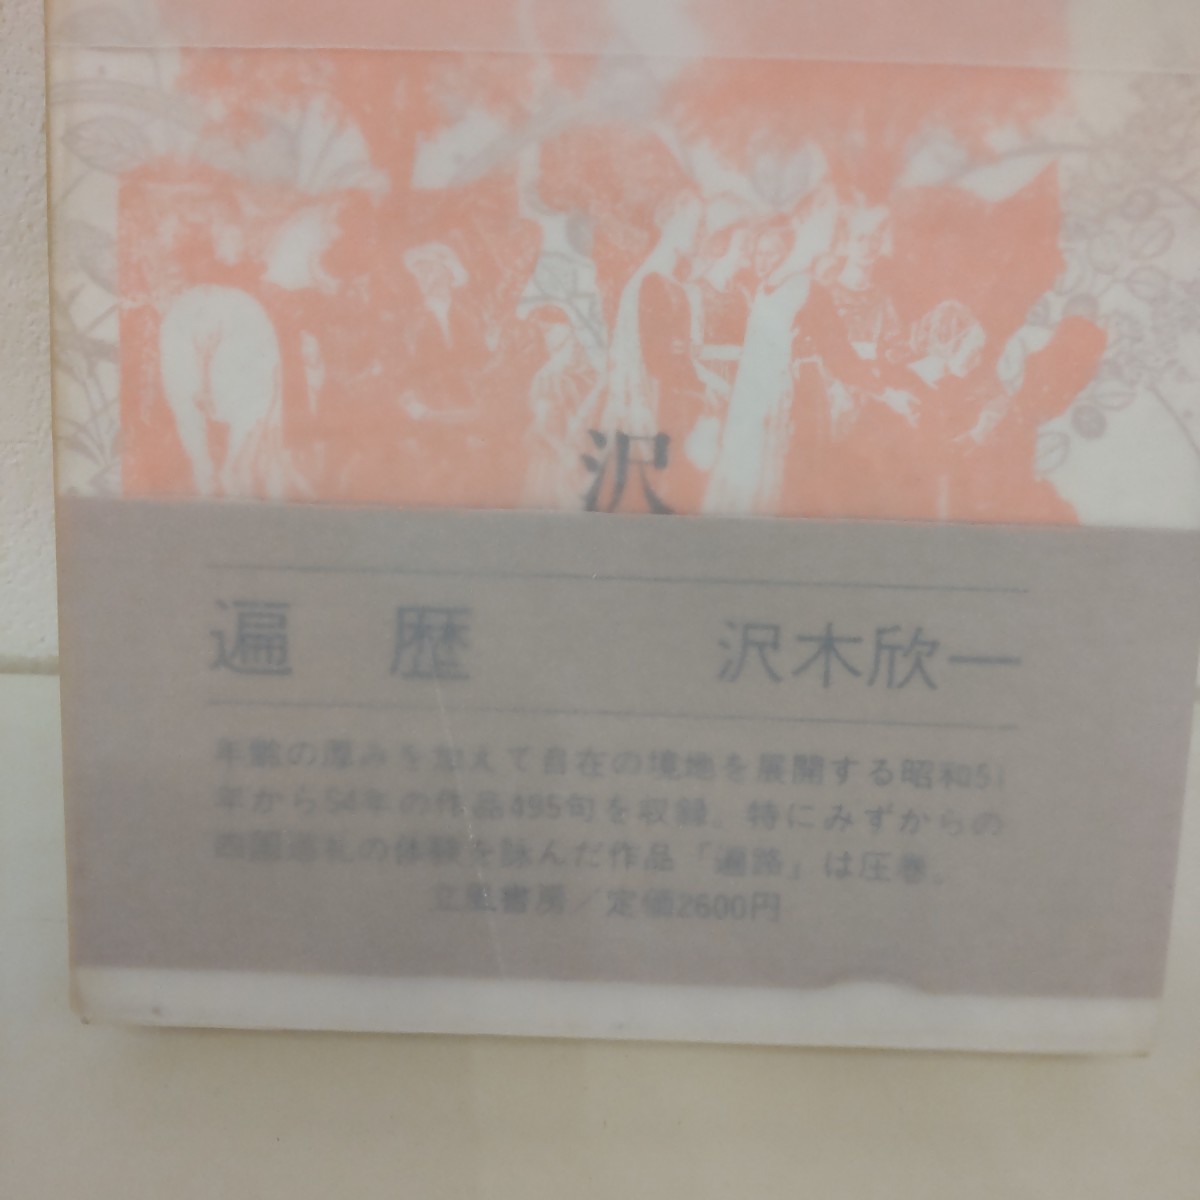 沢
遍歴 沢木欣一
年齢の厚みを加えて自在の境地を展開する昭和51
年から54年の作品495句を収録。特にみずからの
四国巡礼の体験を詠んだ作品「遍路」は圧巻。
立風書房／定価2600円